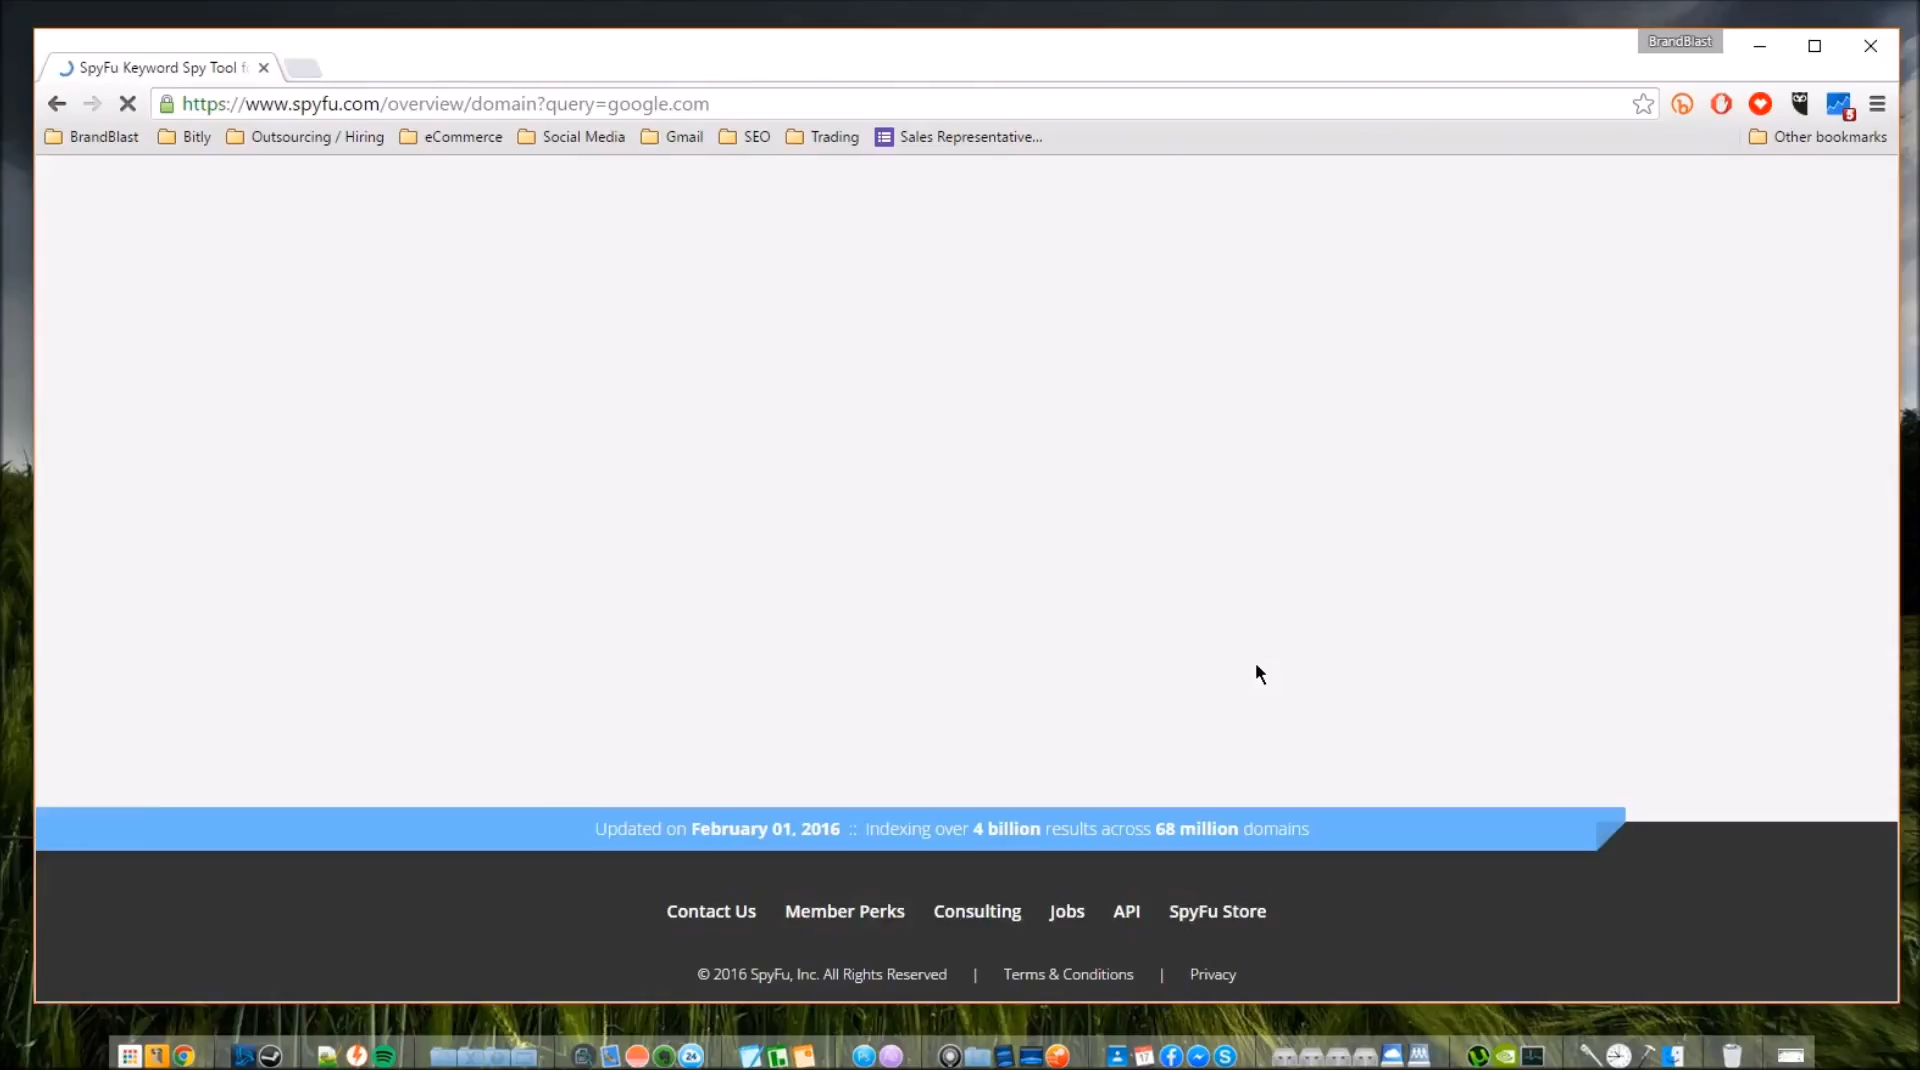 BrandBlast
SpyFu Keyword Spy Tool f
https://www.spyfu.com/overview/domain?query=google.com
5
BrandBlast Bitly Outsourcing / Hiring eCommerce Social Media Gmail SEO Trading Sales Representative... Other bookmarks
Updated on February 01, 2016 :: Indexing over 4 billion results across 68 million domains
Contact Us Member Perks Consulting Jobs API SpyFu Store
© 2016 SpyFu, Inc. All Rights Reserved | Terms & Conditions | Privacy
24 17